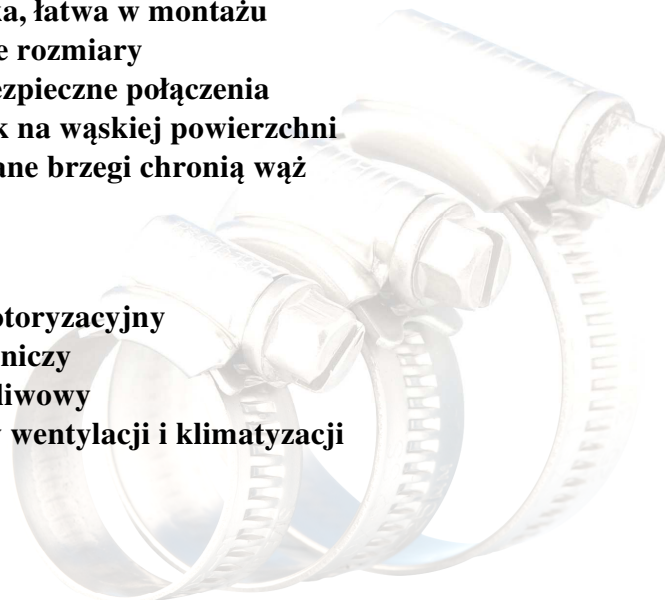 ka, łatwa w montażu
e rozmiary
ezpieczne połączenia
k na wąskiej powierzchni
ane brzegi chronią wąż
otoryzacyjny
niczy
liwowy
y wentylacji i klimatyzacji